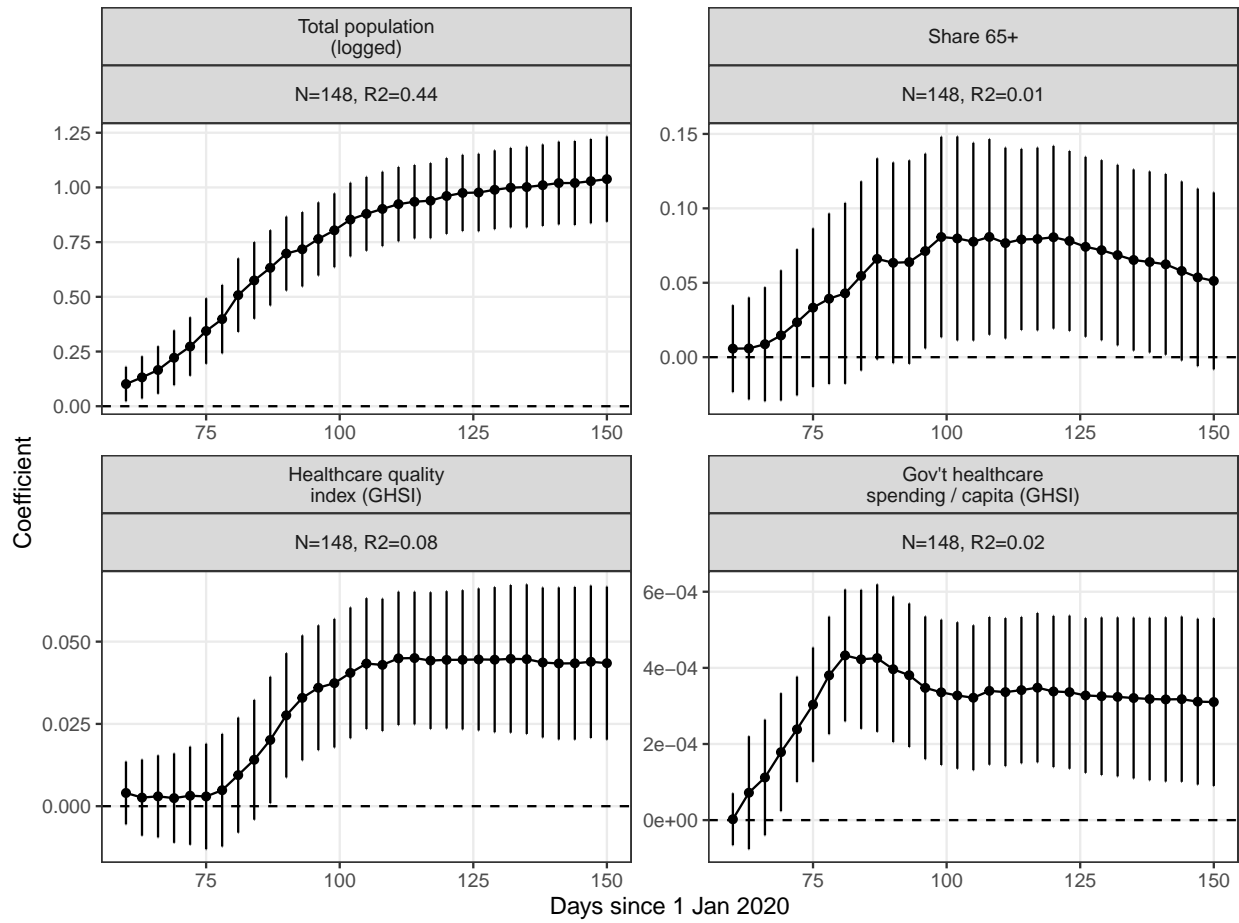 Total population
(logged)
N=148, R2=0.44
Share 65+
N=148, R2=0.01
1.25
1.00
0.75
0.50
0.25
0.00
75
100
125
150
0.15
0.10
0.05
0.00
75
100
125
150
Healthcare quality
index (GHSI)
N=148, R2=0.08
Gov't healthcare
spending / capita (GHSI)
N=148, R2=0.02
0.050
0.025
0.000
75
100
125
150
6e−04
4e−04
2e−04
0e+00
75
100
125
150
Coefficient
Days since 1 Jan 2020